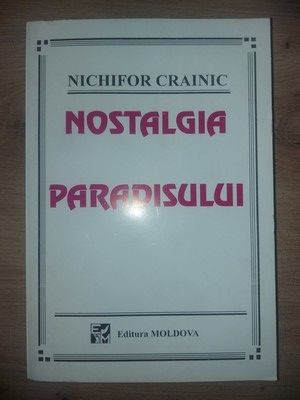 NICHIFOR CRAINIC
NOSTALGIA
PARADISULUI
Editura MOLDOVA